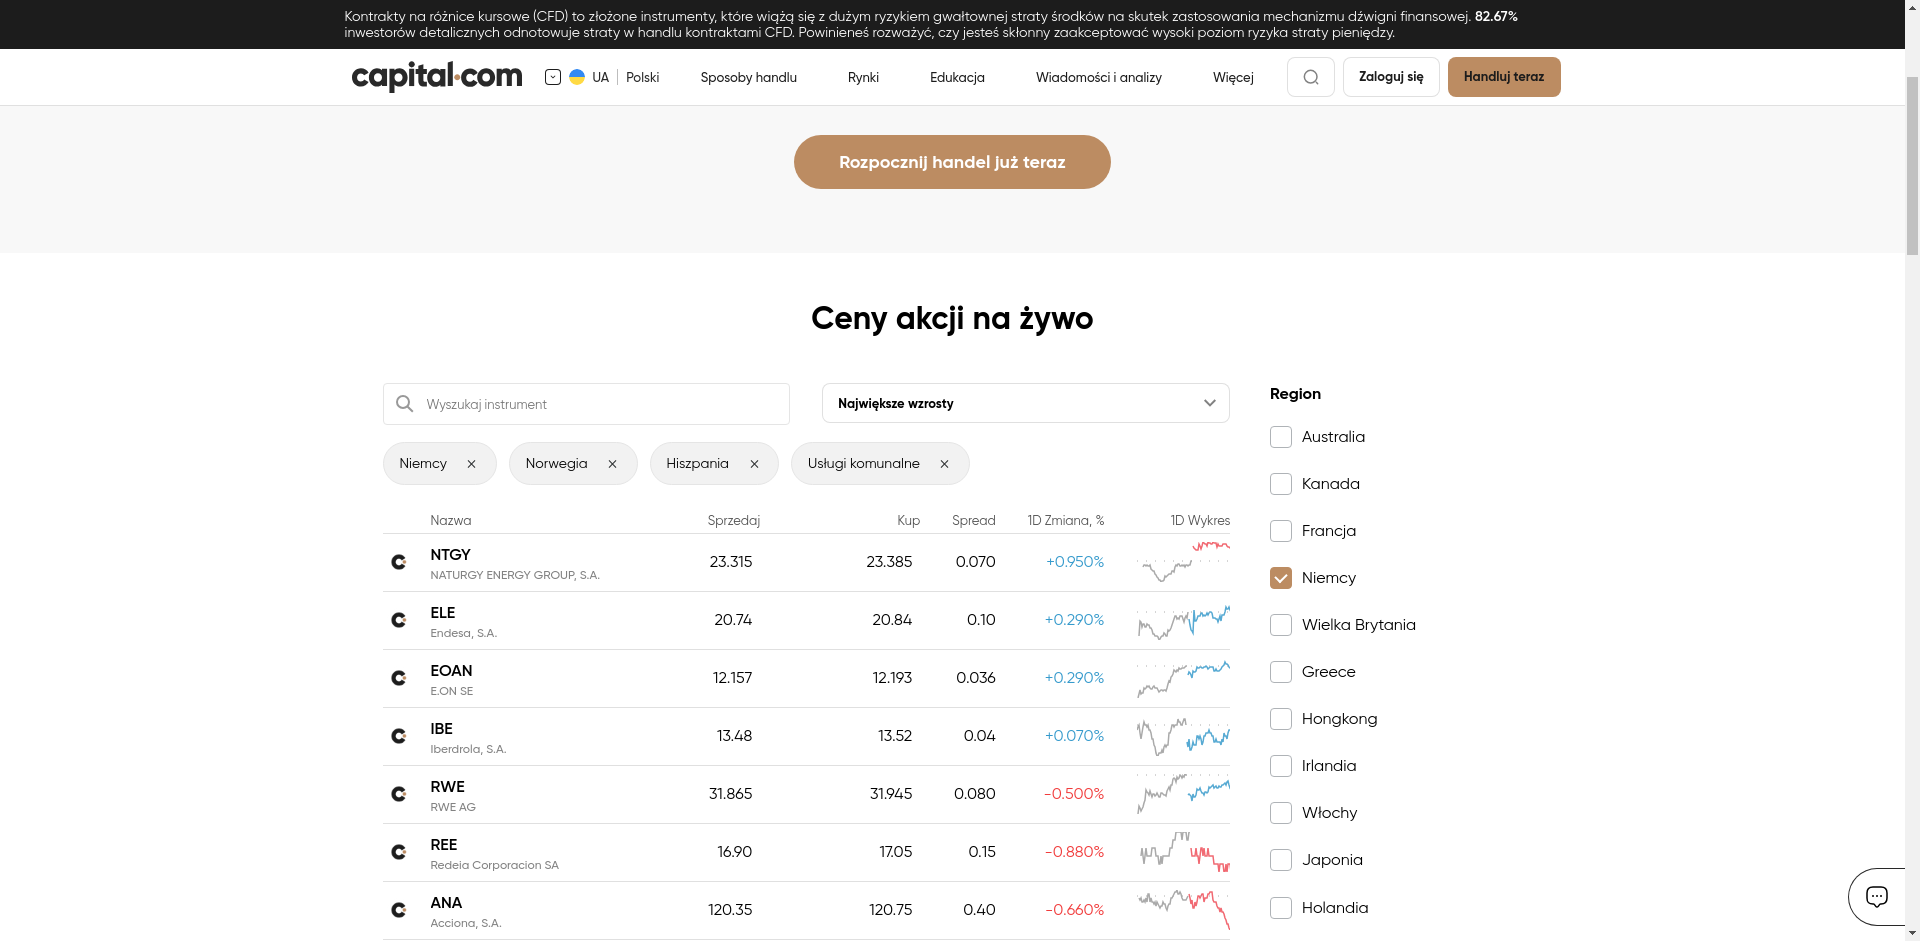 Kontrakty na różnice kursowe (CFD) to złożone instrumenty, które wiążą się z dużym ryzykiem gwałtownej straty środków na skutek zastosowania mechanizmu dźwigni finansowej. 82.67%
inwestorów detalicznych odnotowuje straty w handlu kontraktami CFD. Powinieneś rozważyć, czy jesteś skłonny zaakceptować wysoki poziom ryzyka straty pieniędzy.
capital.com UA Polski Sposoby handlu Rynki Edukacja Wiadomości i analizy Więcej Zaloguj się Handluj teraz
Rozpocznij handel już teraz
Ceny akcji na żywo
Wyszukaj instrument
Największe wzrosty
Niemcy Norwegia Hiszpania Usługi komunalne
Nazwa Sprzedaj Kup Spread 1D Zmiana, % 1D Wykres
NTGY 23.315 23.385 0.070 +0.950%
NATURGY ENERGY GROUP, S.A.
ELE 20.74 20.84 0.10 +0.290%
Endesa, S.A.
EOAN 12.157 12.193 0.036 +0.290%
E.ON SE
IBE 13.48 13.52 0.04 +0.070%
Iberdrola, S.A.
RWE 31.865 31.945 0.080 -0.500%
RWE AG
REE 16.90 17.05 0.15 -0.880%
Redeia Corporacion SA
ANA 120.35 120.75 0.40 -0.660%
Acciona, S.A.
Region
Australia
Kanada
Francja
Niemcy
Wielka Brytania
Greece
Hongkong
Irlandia
Włochy
Japonia
Holandia